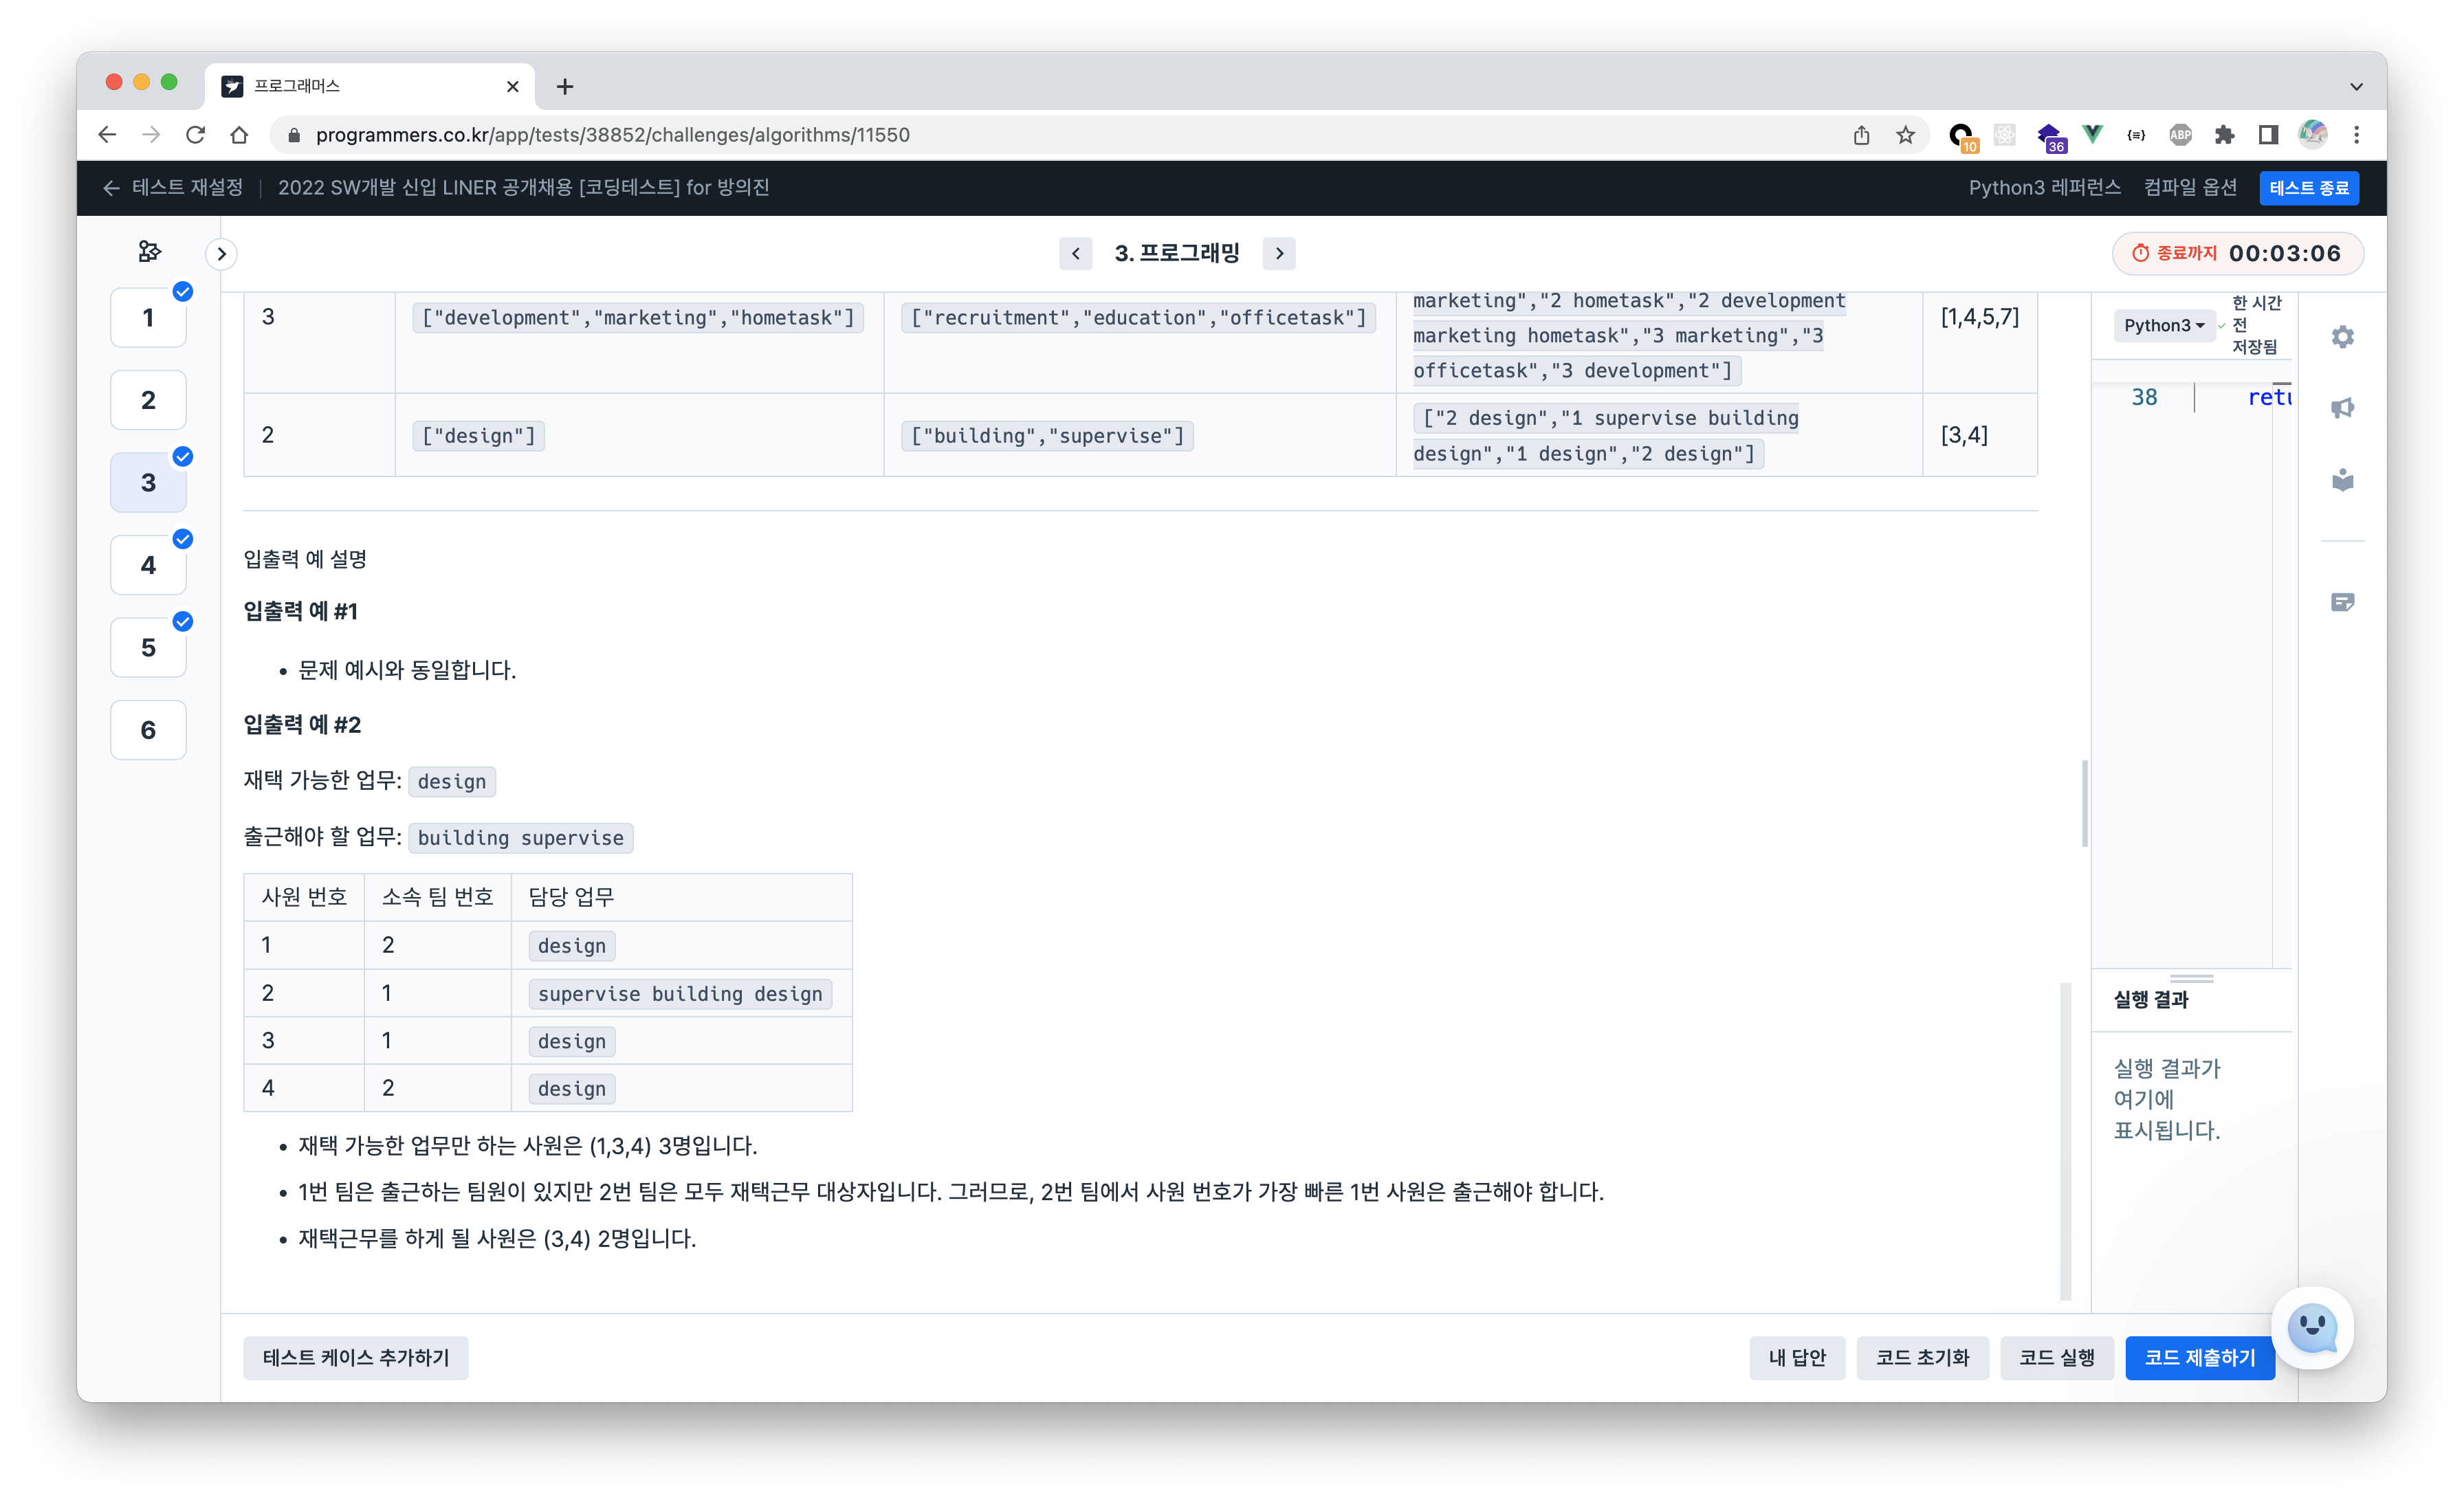 프로그래머스
programmers.co.kr/app/tests/38852/challenges/algorithms/11550
10
36
ABP
테스트 재설정
2022 SW개발 신입 LINER 공개채용 [코딩테스트] for 방의진
Python3 레퍼런스
컴파일 옵션
테스트 종료
3. 프로그래밍
종료까지 00:03:06
1
2
3
4
5
6
3
["development","marketing","hometask"]
["recruitment","education","officetask"]
marketing","2 hometask","2 development
marketing hometask","3 marketing","3
officetask","3 development"]
[1,4,5,7]
2
["design"]
["building","supervise"]
["2 design","1 supervise building
design","1 design","2 design"]
[3,4]
Python3
한 시간
전
저장됨
38 retu
입출력 예 설명
입출력 예 #1
• 문제 예시와 동일합니다.
입출력 예 #2
재택 가능한 업무: design
출근해야 할 업무: building supervise
사원 번호 소속 팀 번호 담당 업무
1 2 design
2 1 supervise building design
3 1 design
4 2 design
• 재택 가능한 업무만 하는 사원은 (1,3,4) 3명입니다.
• 1번 팀은 출근하는 팀원이 있지만 2번 팀은 모두 재택근무 대상자입니다. 그러므로, 2번 팀에서 사원 번호가 가장 빠른 1번 사원은 출근해야 합니다.
• 재택근무를 하게 될 사원은 (3,4) 2명입니다.
실행 결과
실행 결과가
여기에
표시됩니다.
테스트 케이스 추가하기
내 답안
코드 초기화
코드 실행
코드 제출하기